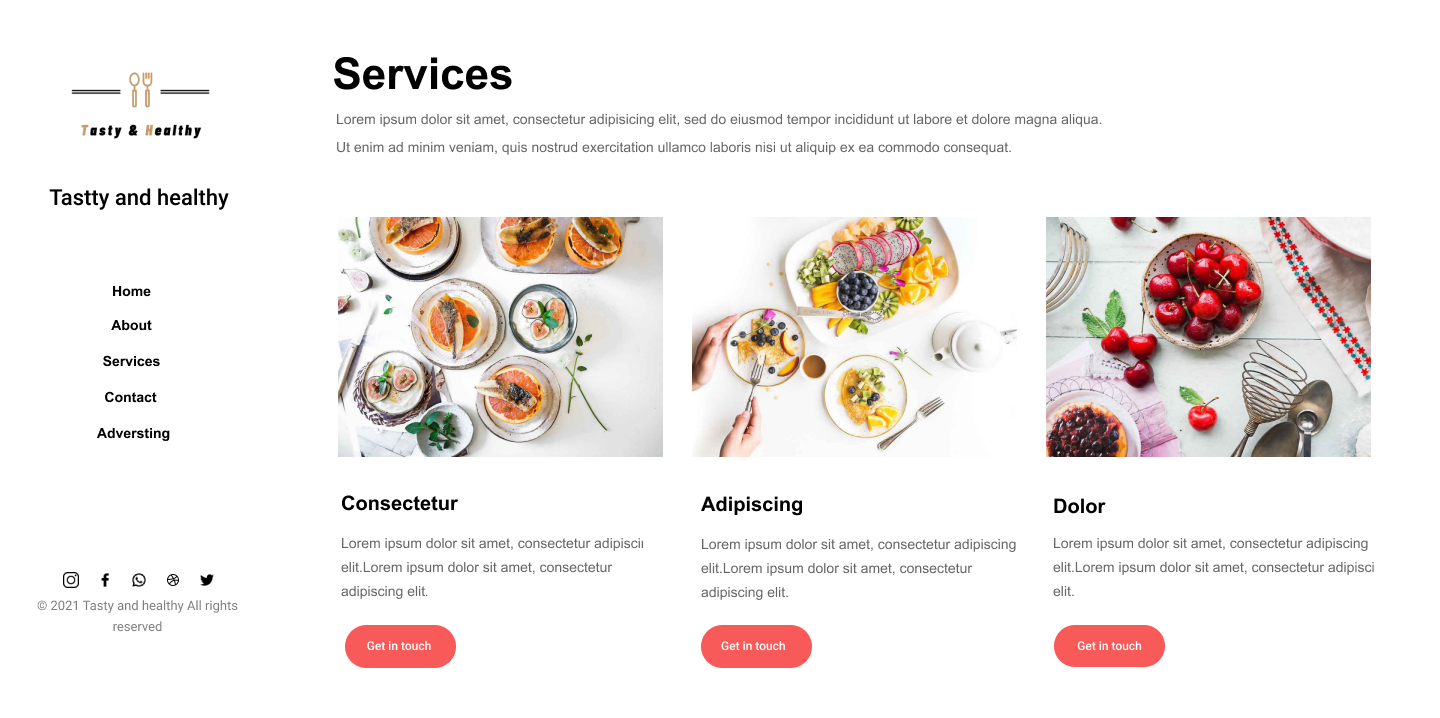 Tasty & Healthy
Tastty and healthy
Home
About
Services
Contact
Adversting
© 2021 Tasty and healthy All rights
reserved
Services
Lorem ipsum dolor sit amet, consectetur adipisicing elit, sed do eiusmod tempor incididunt ut labore et dolore magna aliqua.
Ut enim ad minim veniam, quis nostrud exercitation ullamco laboris nisi ut aliquip ex ea commodo consequat.
Consectetur
Lorem ipsum dolor sit amet, consectetur adipiscii
elit.Lorem ipsum dolor sit amet, consectetur
adipiscing elit.
Get in touch
Adipiscing
Lorem ipsum dolor sit amet, consectetur adipiscing
elit.Lorem ipsum dolor sit amet, consectetur
adipiscing elit.
Get in touch
Dolor
Lorem ipsum dolor sit amet, consectetur adipiscing
elit.Lorem ipsum dolor sit amet, consectetur adipisci
elit.
Get in touch